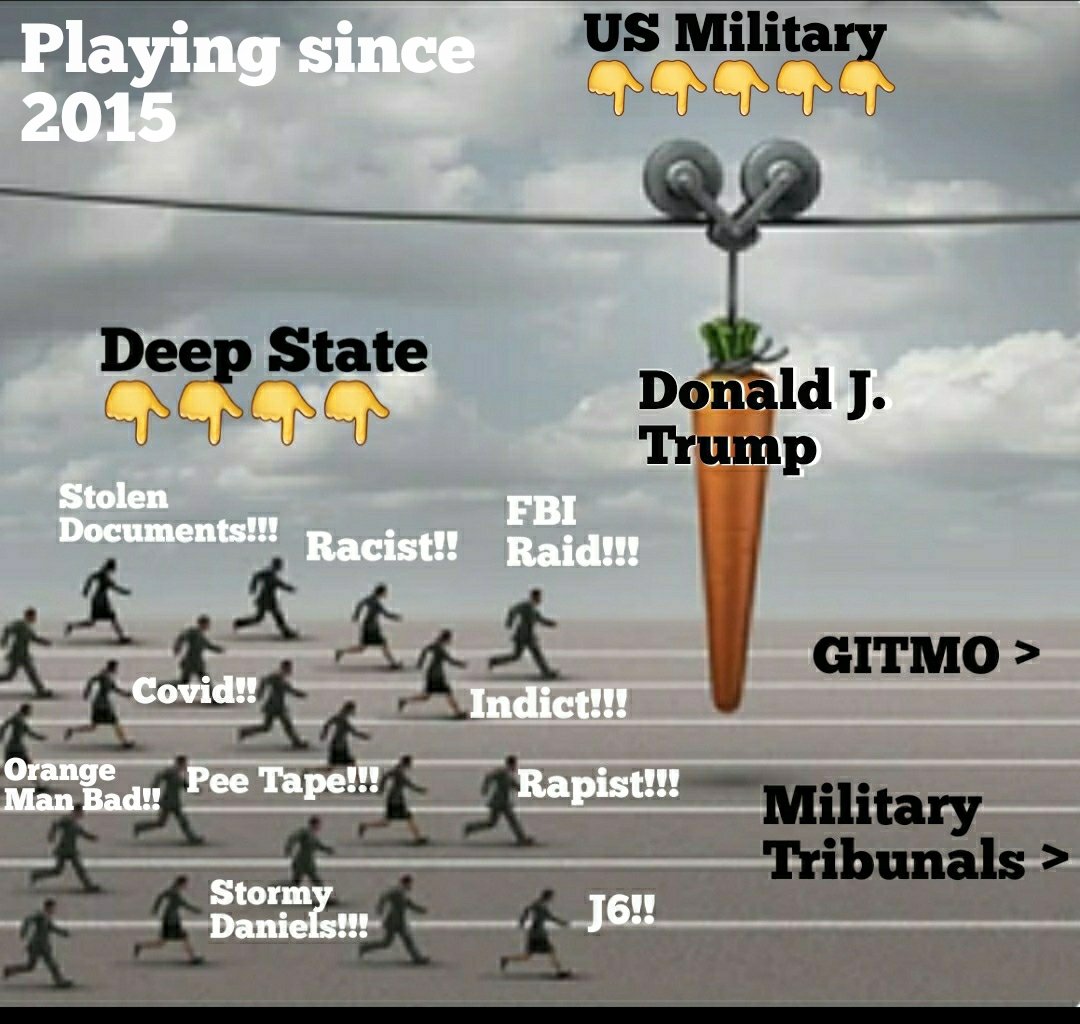 Playing since
2015
US Military
👇👇👇👇👇
Deep State
👇👇👇👇
Donald J.
Trump
Stolen
Documents!!!
Racist!!
FBI
Raid!!!
GITMO >
Covid!!
Indict!!!
Orange
Man Bad!!
Pee Tape!!!
Rapist!!!
Military
Tribunals >
Stormy
Daniels!!!
J6!!